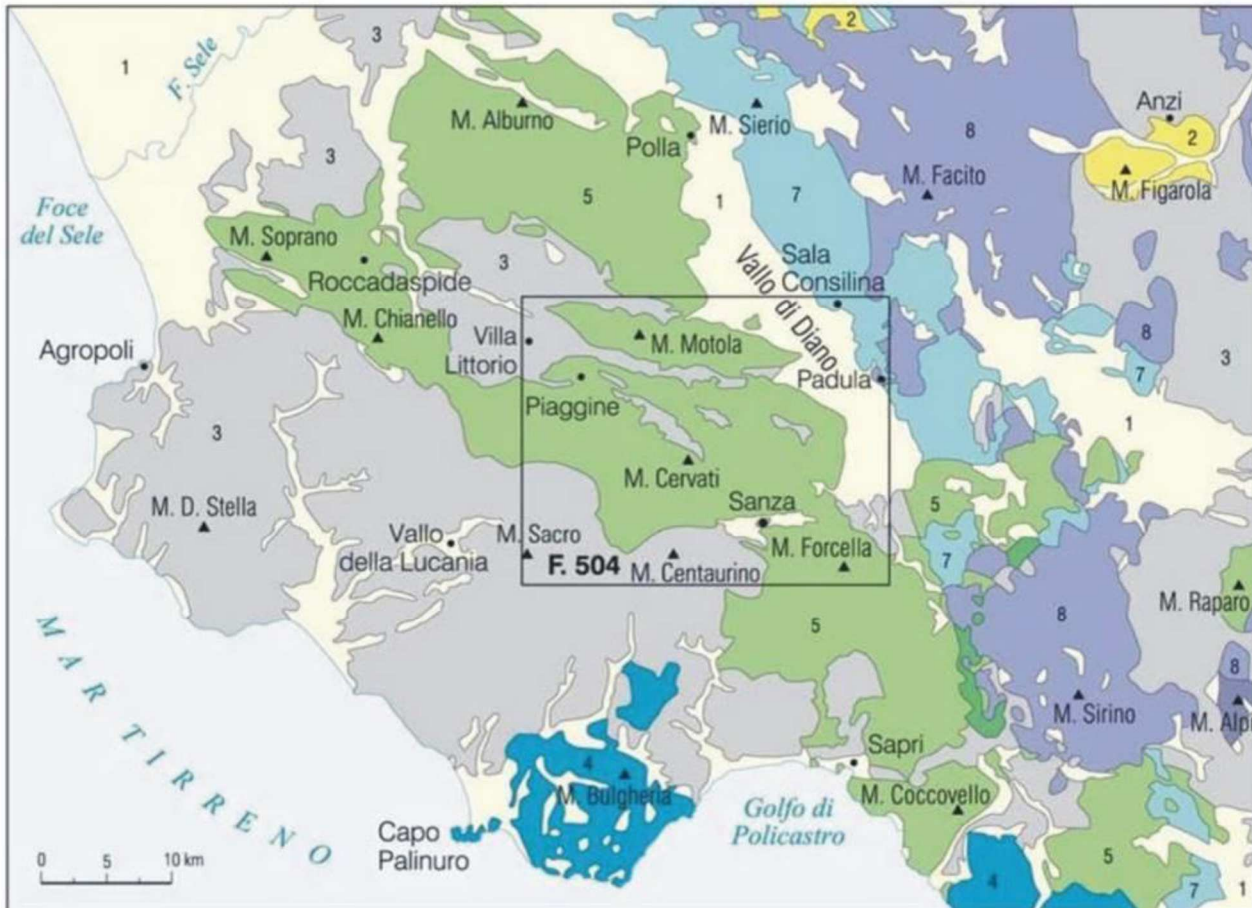 3
2
1
F. Sele
M. Alburno
M. Sierio
Anzi
8
2
Polla
3
M. Facito
M. Figarola
5
1
7
Foce
del Sele
M. Soprano
3
Sala
Consilina
Roccadaspide
Vallo di Diano
M. Chianello
Villa
Littorio
M. Motola
8
Agropoli
3
Padula
7
Piaggine
1
3
M. Cervati
M. D. Stella
Sanza
5
Vallo
della Lucania
M. Sacro
M. Forcella
7
F. 504
M. Centaurino
M. Raparo
MAR TIRRENO
5
8
8
M. Sirino
M. Alpi
Sapri
4
M. Bulgheria
M. Coccovello
Golfo di
Policastro
Capo
Palinuro
5
0 5 10 km
4
7
1